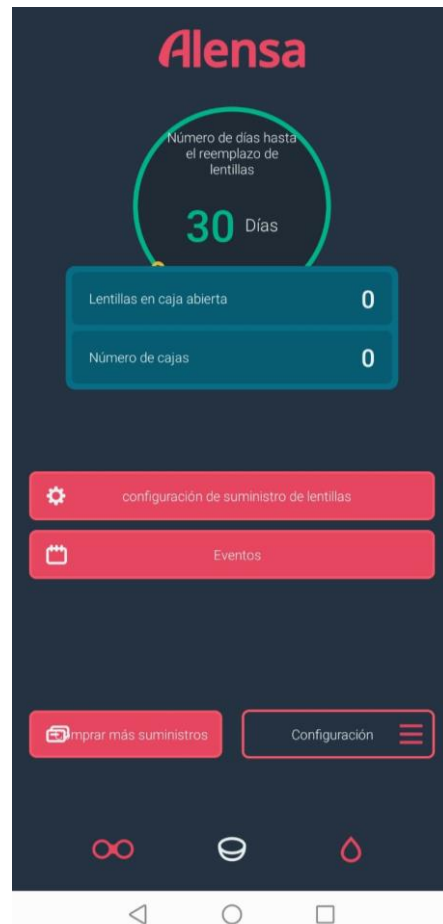 Alensa
Número de días hasta
el reemplazo de
lentillas
30 Días
Lentillas en caja abierta 0
Número de cajas 0
configuración de suministro de lentillas
Eventos
mprar más suministros
Configuración